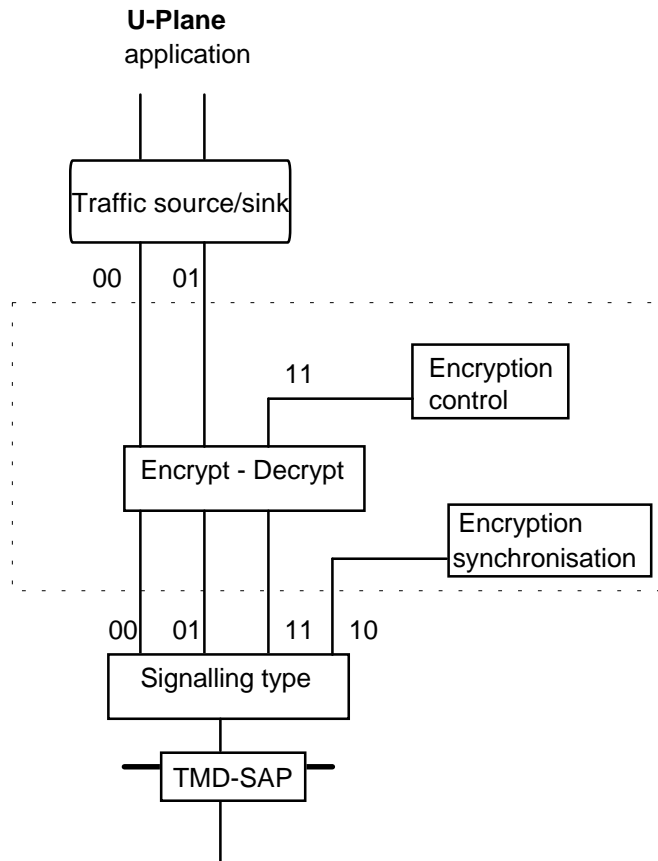 U-Plane
application
Traffic source/sink
00 01
11
Encryption
control
Encrypt - Decrypt
Encryption
synchronisation
00 01 11 10
Signalling type
TMD-SAP